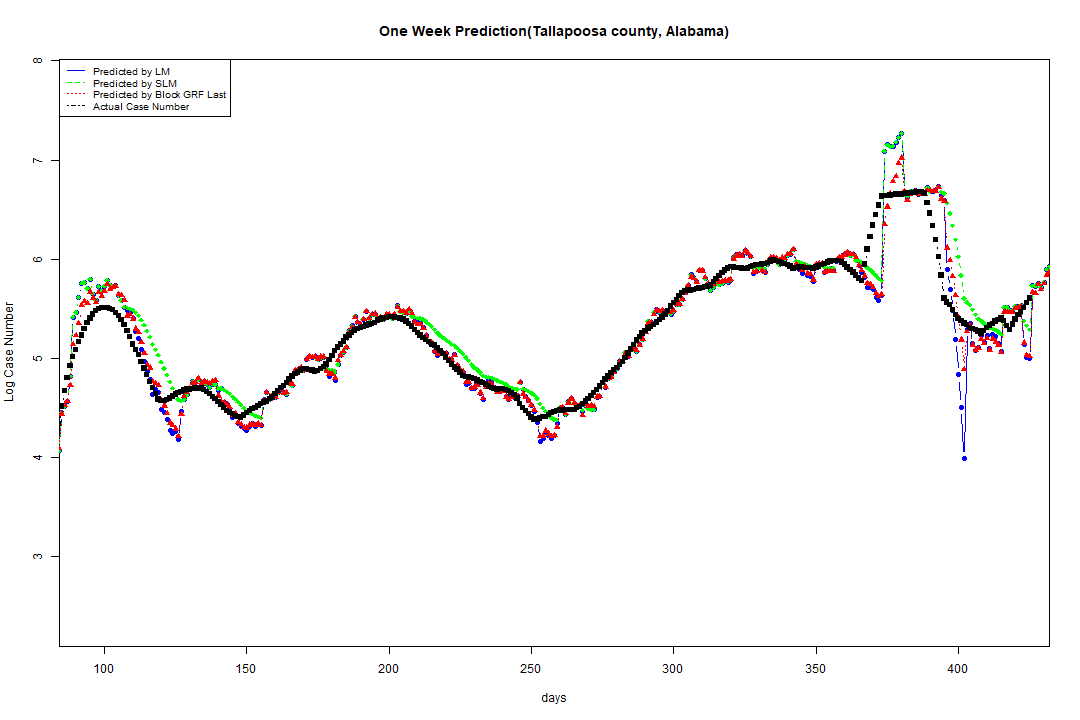 One Week Prediction(Tallapoosa county, Alabama)
Predicted by LM
Predicted by SLM
Predicted by Block GRF Last
Actual Case Number
8
7
6
5
4
3
Log Case Number
100 150 200 250 300 350 400
days